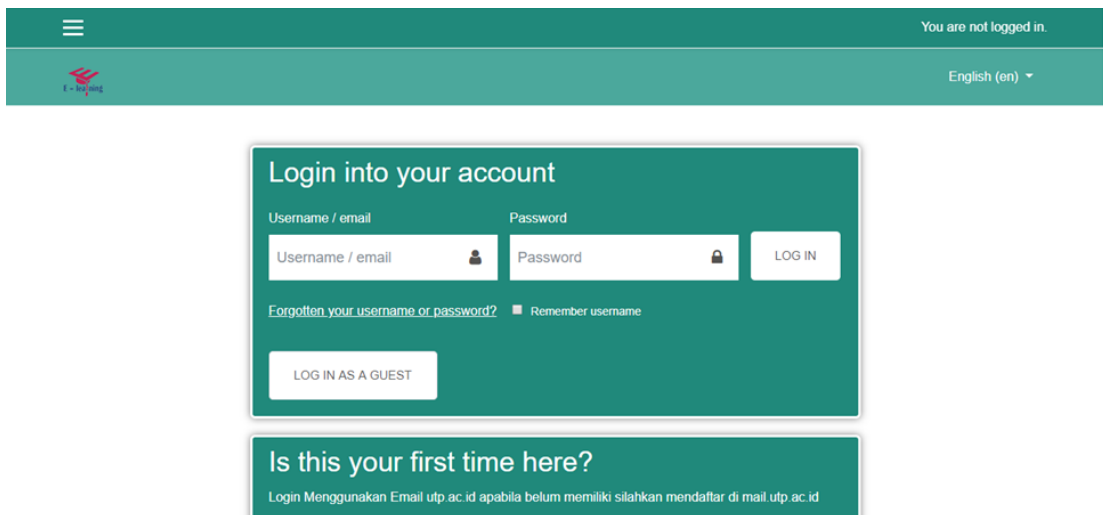 You are not logged in.
E - learning
English (en)
Login into your account
Username / email Password
Username / email Password LOG IN
Forgotten your username or password? Remember username
LOG IN AS A GUEST
Is this your first time here?
Login Menggunakan Email utp.ac.id apabila belum memiliki silahkan mendaftar di mail.utp.ac.id